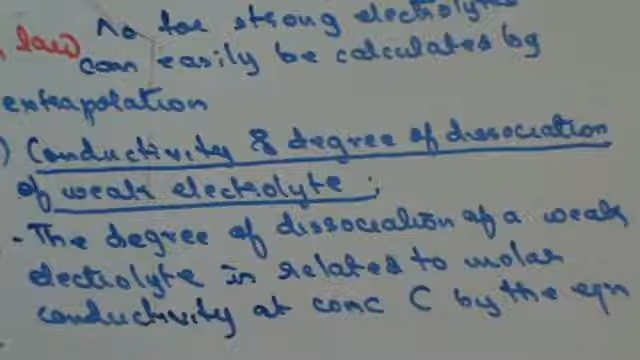 Λo for strong electrolyte
law can easily be calculated by
extrapolation
) Conductivity & degree of dissociation
of weak electrolyte ;
- The degree of dissociation of a weak
electrolyte is related to molar
conductivity at conc C by the eqn